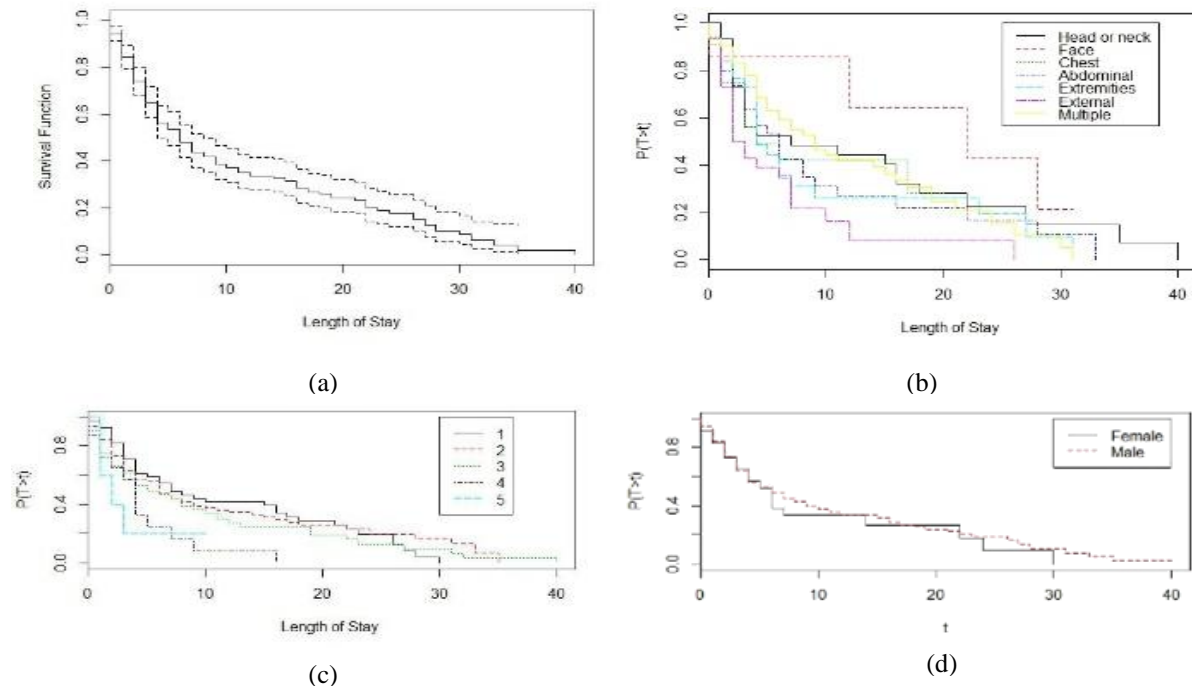 Survival Function
0.0 0.2 0.4 0.6 0.8 1.0
0 10 20 30 40
Length of Stay
(a)
P(T>t)
0.0 0.2 0.4 0.6 0.8 1.0
Head or neck
Face
Chest
Abdominal
Extremities
External
Multiple
0 10 20 30 40
Length of Stay
(b)
P(T>t)
0.0 0.4 0.8
1
2
3
4
5
0 10 20 30 40
Length of Stay
(c)
P(T>t)
0.0 0.4 0.8
Female
Male
0 10 20 30 40
t
(d)